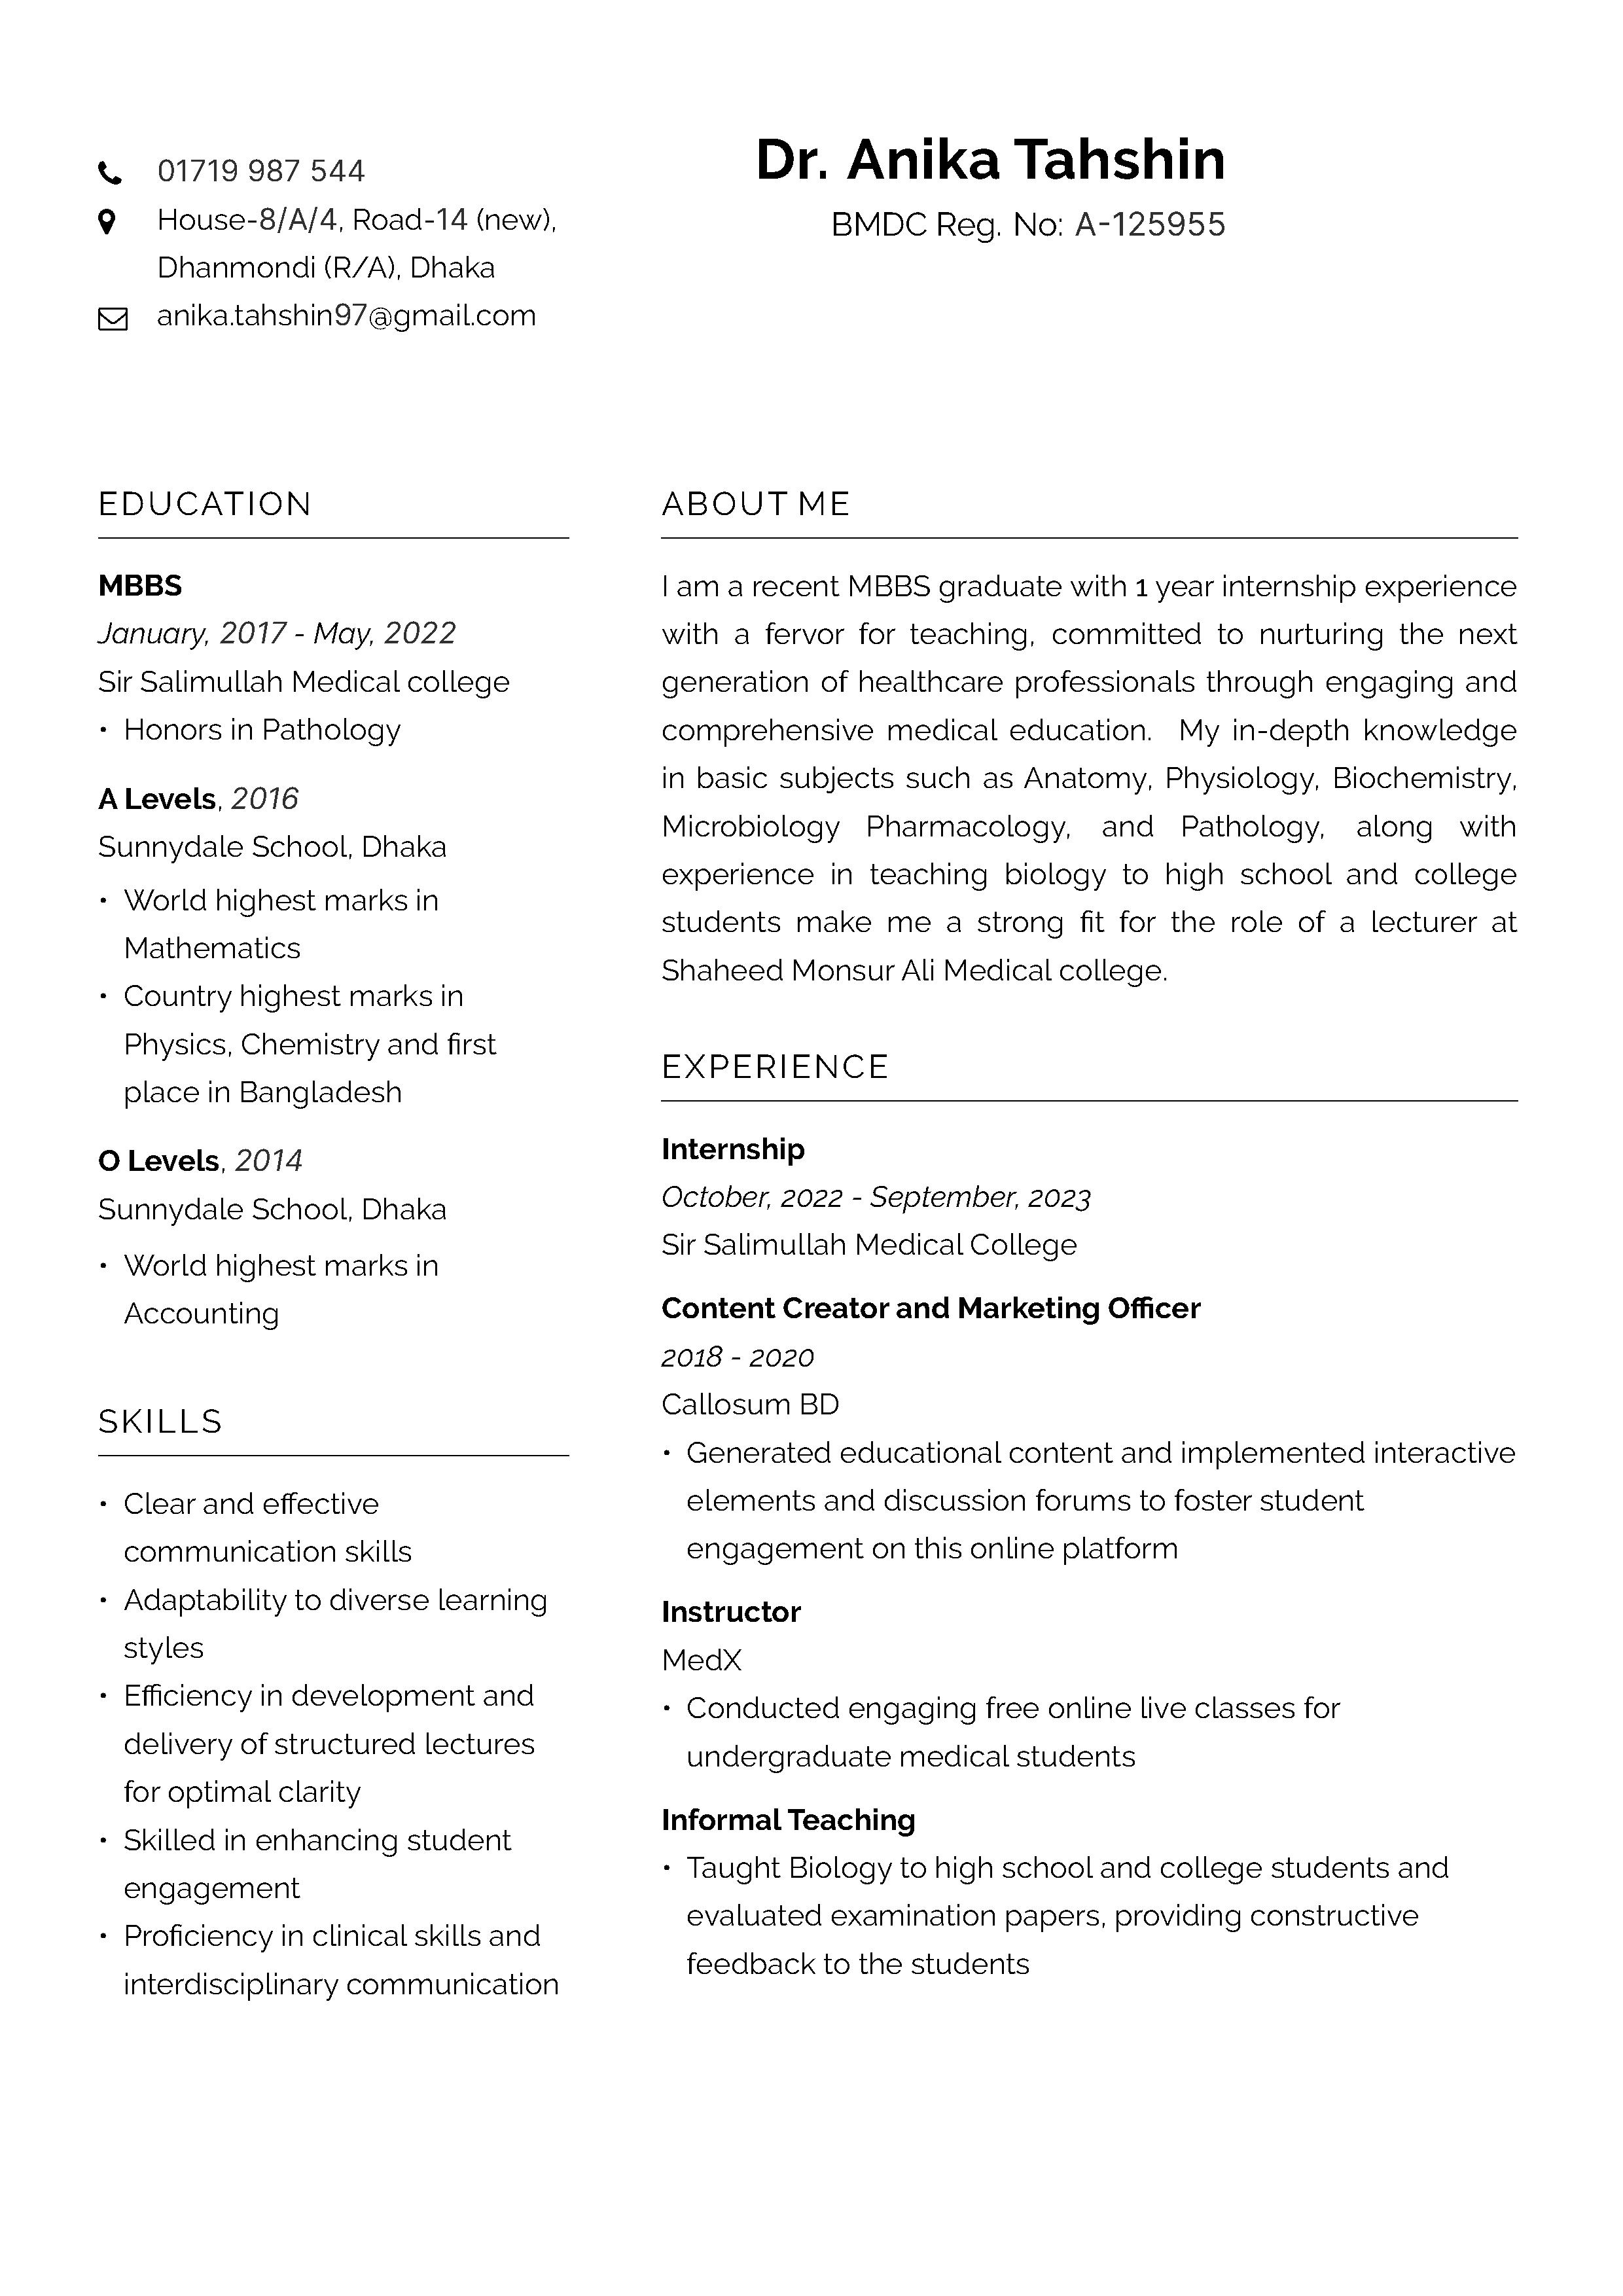 01719 987 544
House-8/A/4, Road-14 (new),
Dhanmondi (R/A), Dhaka
anika.tahshin97@gmail.com
Dr. Anika Tahshin
BMDC Reg. No: A-125955
EDUCATION
MBBS
January, 2017 - May, 2022
Sir Salimullah Medical college
• Honors in Pathology
A Levels, 2016
Sunnydale School, Dhaka
• World highest marks in
Mathematics
• Country highest marks in
Physics, Chemistry and first
place in Bangladesh
O Levels, 2014
Sunnydale School, Dhaka
• World highest marks in
Accounting
SKILLS
• Clear and effective
communication skills
• Adaptability to diverse learning
styles
• Efficiency in development and
delivery of structured lectures
for optimal clarity
• Skilled in enhancing student
engagement
• Proficiency in clinical skills and
interdisciplinary communication
ABOUT ME
I am a recent MBBS graduate with 1 year internship experience
with a fervor for teaching, committed to nurturing the next
generation of healthcare professionals through engaging and
comprehensive medical education. My in-depth knowledge
in basic subjects such as Anatomy, Physiology, Biochemistry,
Microbiology Pharmacology, and Pathology, along with
experience in teaching biology to high school and college
students make me a strong fit for the role of a lecturer at
Shaheed Monsur Ali Medical college.
EXPERIENCE
Internship
October, 2022 - September, 2023
Sir Salimullah Medical College
Content Creator and Marketing Officer
2018 - 2020
Callosum BD
• Generated educational content and implemented interactive
elements and discussion forums to foster student
engagement on this online platform
Instructor
MedX
• Conducted engaging free online live classes for
undergraduate medical students
Informal Teaching
• Taught Biology to high school and college students and
evaluated examination papers, providing constructive
feedback to the students